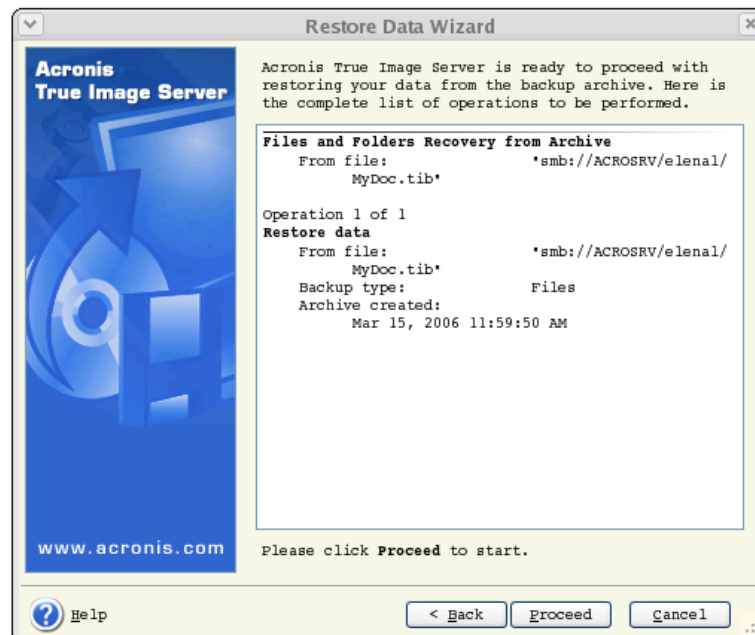 Restore Data Wizard
Acronis
True Image Server
Acronis True Image Server is ready to proceed with
restoring your data from the backup archive. Here is
the complete list of operations to be performed.
Files and Folders Recovery from Archive
From file: "smb://ACROSRV/elenal/
MyDoc.tib"
Operation 1 of 1
Restore data
From file: "smb://ACROSRV/elenal/
MyDoc.tib"
Backup type: Files
Archive created:
Mar 15, 2006 11:59:50 AM
www.acronis.com
Please click Proceed to start.
? Help
< Back
Proceed
Cancel